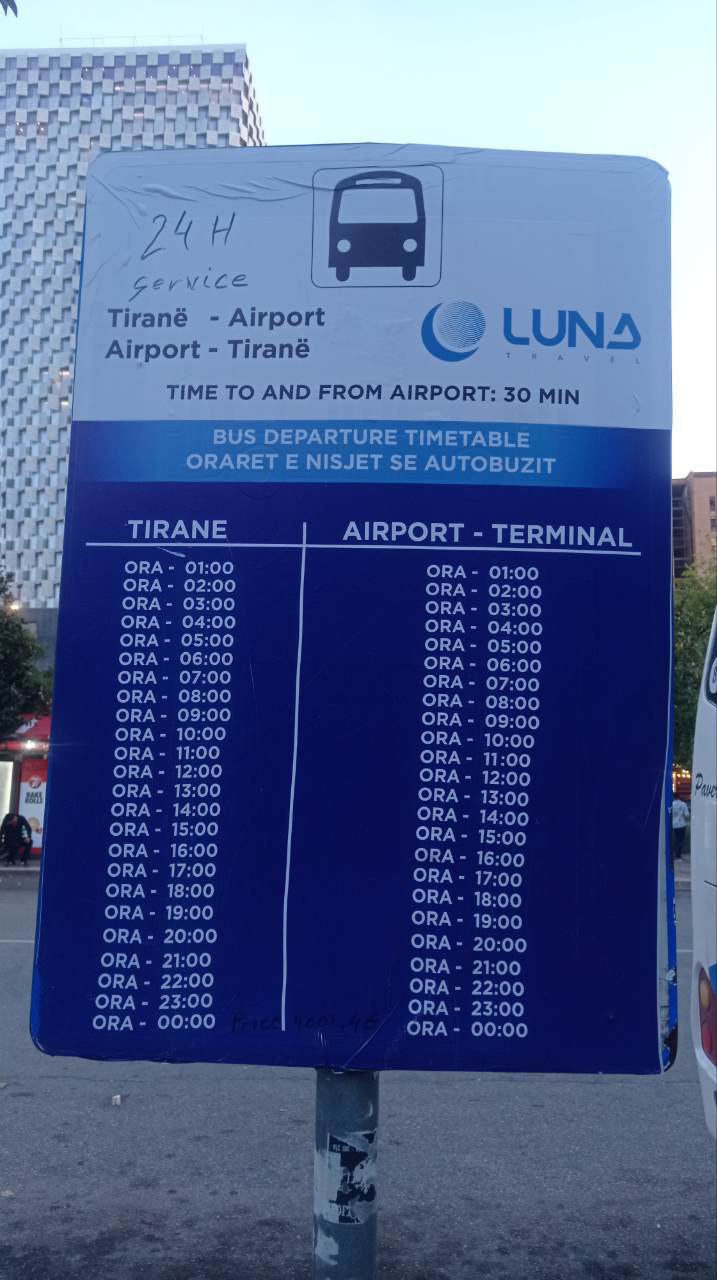 24 H
service
Tiranë - Airport
Airport - Tiranë
LUNA
TRAVEL
TIME TO AND FROM AIRPORT: 30 MIN
BUS DEPARTURE TIMETABLE
ORARET E NISJET SE AUTOBUZIT
TIRANE AIRPORT - TERMINAL
ORA - 01:00 ORA - 01:00
ORA - 02:00 ORA - 02:00
ORA - 03:00 ORA - 03:00
ORA - 04:00 ORA - 04:00
ORA - 05:00 ORA - 05:00
ORA - 06:00 ORA - 06:00
ORA - 07:00 ORA - 07:00
ORA - 08:00 ORA - 08:00
ORA - 09:00 ORA - 09:00
ORA - 10:00 ORA - 10:00
ORA - 11:00 ORA - 11:00
ORA - 12:00 ORA - 12:00
ORA - 13:00 ORA - 13:00
ORA - 14:00 ORA - 14:00
ORA - 15:00 ORA - 15:00
ORA - 16:00 ORA - 16:00
ORA - 17:00 ORA - 17:00
ORA - 18:00 ORA - 18:00
ORA - 19:00 ORA - 19:00
ORA - 20:00 ORA - 20:00
ORA - 21:00 ORA - 21:00
ORA - 22:00 ORA - 22:00
ORA - 23:00 ORA - 23:00
ORA - 00:00 Price 400L 4€ ORA - 00:00
BAKE
ROLLS